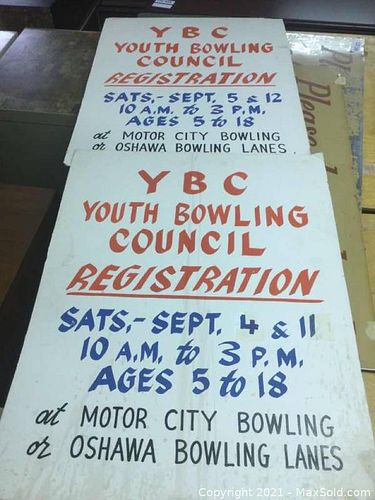 Y B C
YOUTH BOWLING
COUNCIL
REGISTRATION
SATS,- SEPT, 5 & 12
10 A.M. to 3 P.M.
AGES 5 to 18
at MOTOR CITY BOWLING
or OSHAWA BOWLING LANES.
Please
Y B C
YOUTH BOWLING
COUNCIL
REGISTRATION
SATS,- SEPT, 4 & 11
10 A.M. to 3 P.M.
AGES 5 to 18
at MOTOR CITY BOWLING
or OSHAWA BOWLING LANES
Copyright © 2021 - MaxSold.com